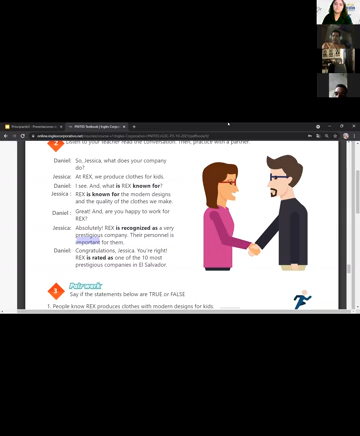 2 Listen to your teacher read the conversation. Then, practice with a partner.
Daniel: So, Jessica, what does your company
do?
Jessica: At REX, we produce clothes for kids.
Daniel: I see. And, what is REX known for?
Jessica : REX is known for the modern designs
and the quality of the clothes we make.
Daniel : Great! And, are you happy to work for
REX?
Jessica: Absolutely! REX is recognized as a very
prestigious company. Their personnel is
important for them.
Daniel: Congratulations, Jessica. You're right!
REX is rated as one of the 10 most
prestigious companies in El Salvador.
3 Pair work
Say if the statements below are TRUE or FALSE
1. People know REX produces clothes with modern designs for kids